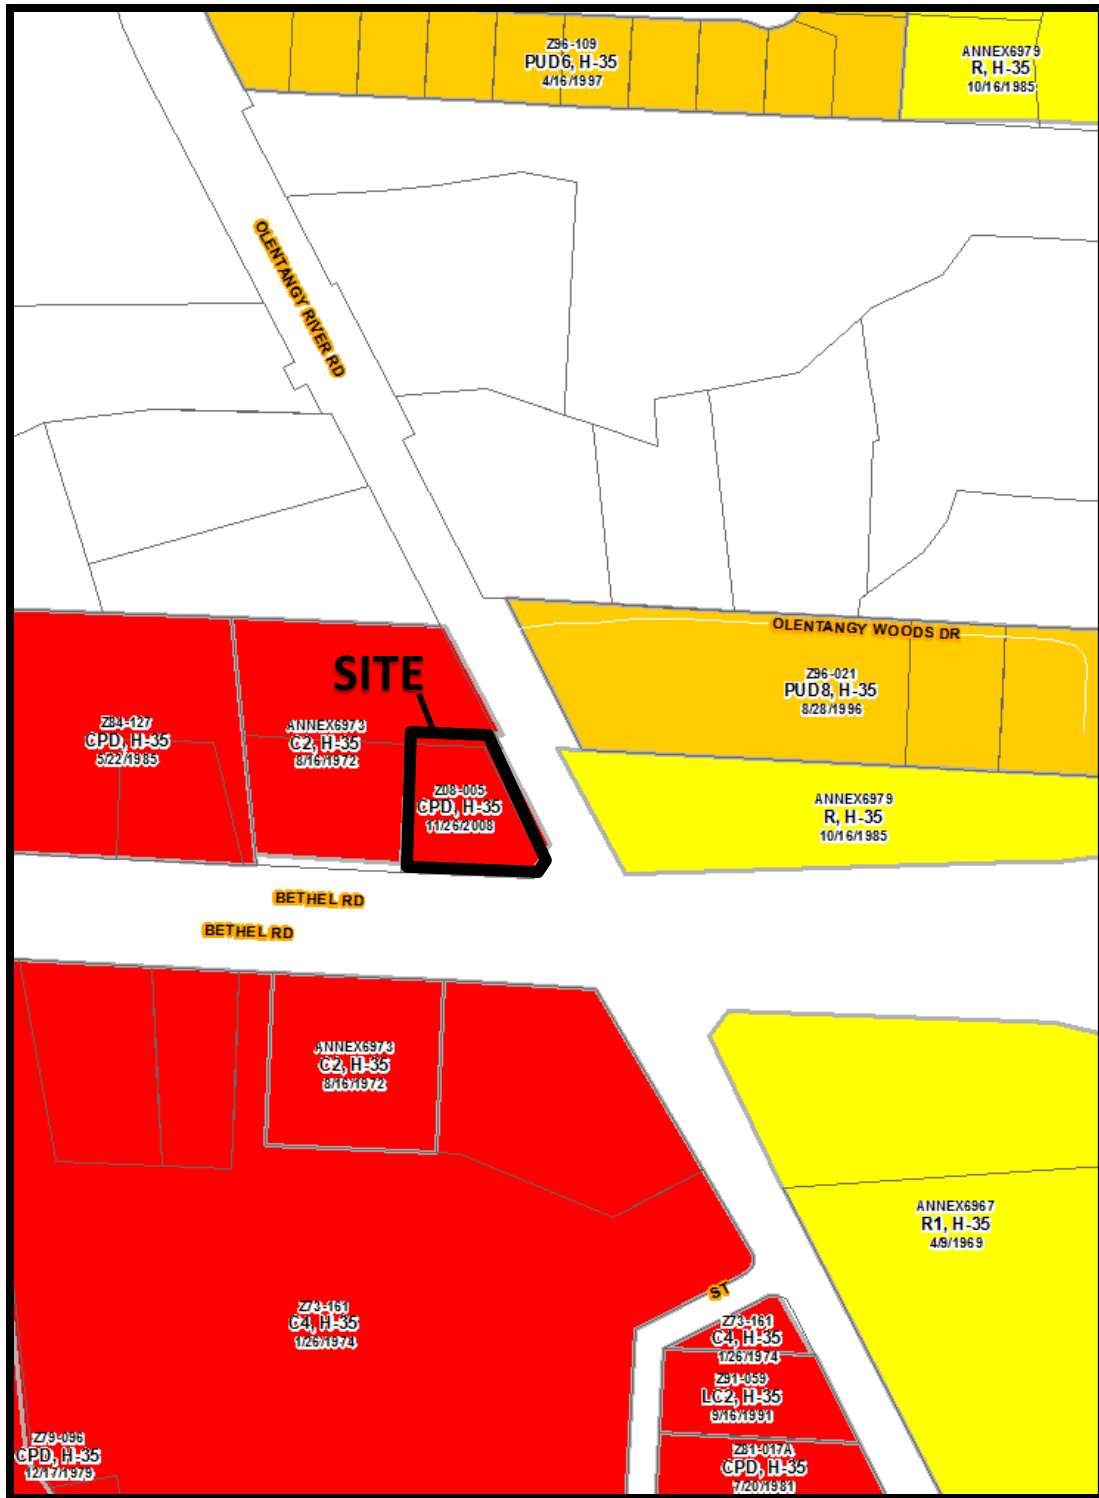 Z96-109
PUD6, H-35
4/16/1997
ANNEX6979
R, H-35
10/16/1985
OLENTANGY RIVER RD
OLENTANGY WOODS DR
SITE
Z96-021
PUD8, H-35
8/28/1996
Z84-127
CPD, H-35
5/22/1985
ANNEX6973
C2, H-35
8/16/1972
Z08-005
CPD, H-35
11/26/2008
ANNEX6979
R, H-35
10/16/1985
BETHEL RD
BETHEL RD
ANNEX6973
C2, H-35
8/16/1972
ANNEX6967
R1, H-35
4/9/1969
ST
Z73-161
C4, H-35
1/26/1974
Z73-161
C4, H-35
1/26/1974
Z91-059
LC2, H-35
9/16/1991
Z79-096
CPD, H-35
12/17/1979
Z81-017A
CPD, H-35
7/20/1981